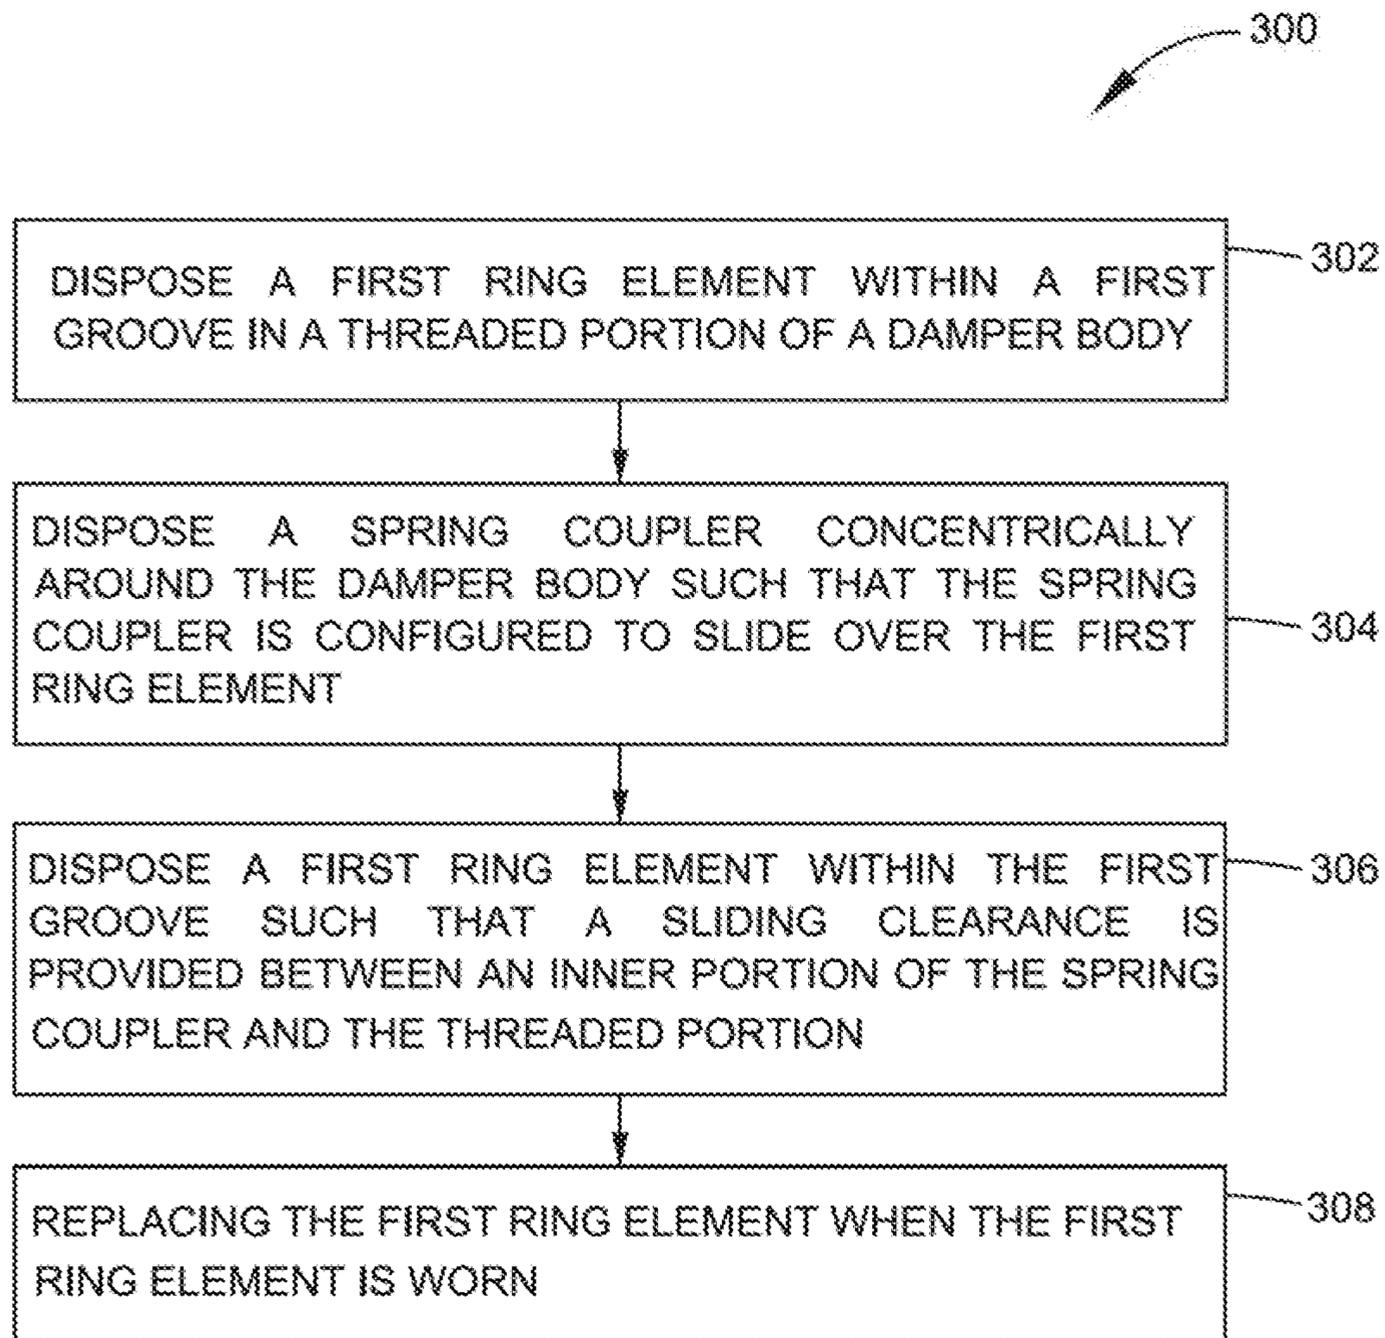 300
302
DISPOSE A FIRST RING ELEMENT WITHIN A FIRST
GROOVE IN A THREADED PORTION OF A DAMPER BODY
DISPOSE A SPRING COUPLER CONCENTRICALLY
AROUND THE DAMPER BODY SUCH THAT THE SPRING
COUPLER IS CONFIGURED TO SLIDE OVER THE FIRST
RING ELEMENT
304
DISPOSE A FIRST RING ELEMENT WITHIN THE FIRST
GROOVE SUCH THAT A SLIDING CLEARANCE IS
PROVIDED BETWEEN AN INNER PORTION OF THE SPRING
COUPLER AND THE THREADED PORTION
306
REPLACING THE FIRST RING ELEMENT WHEN THE FIRST
RING ELEMENT IS WORN
308